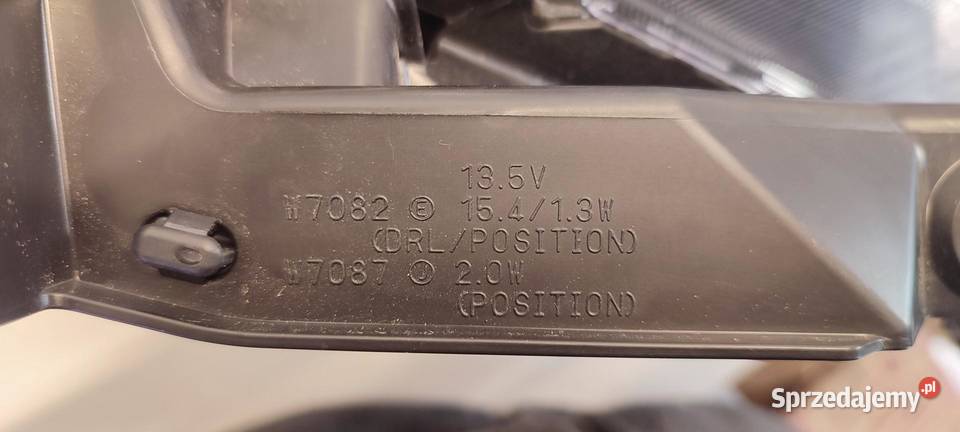 13.5V
W7082 Ⓔ 15.4/1.3W
(DRL/POSITION)
W7087 Ⓙ 2.0W
(POSITION)
Sprzedajemy.pl